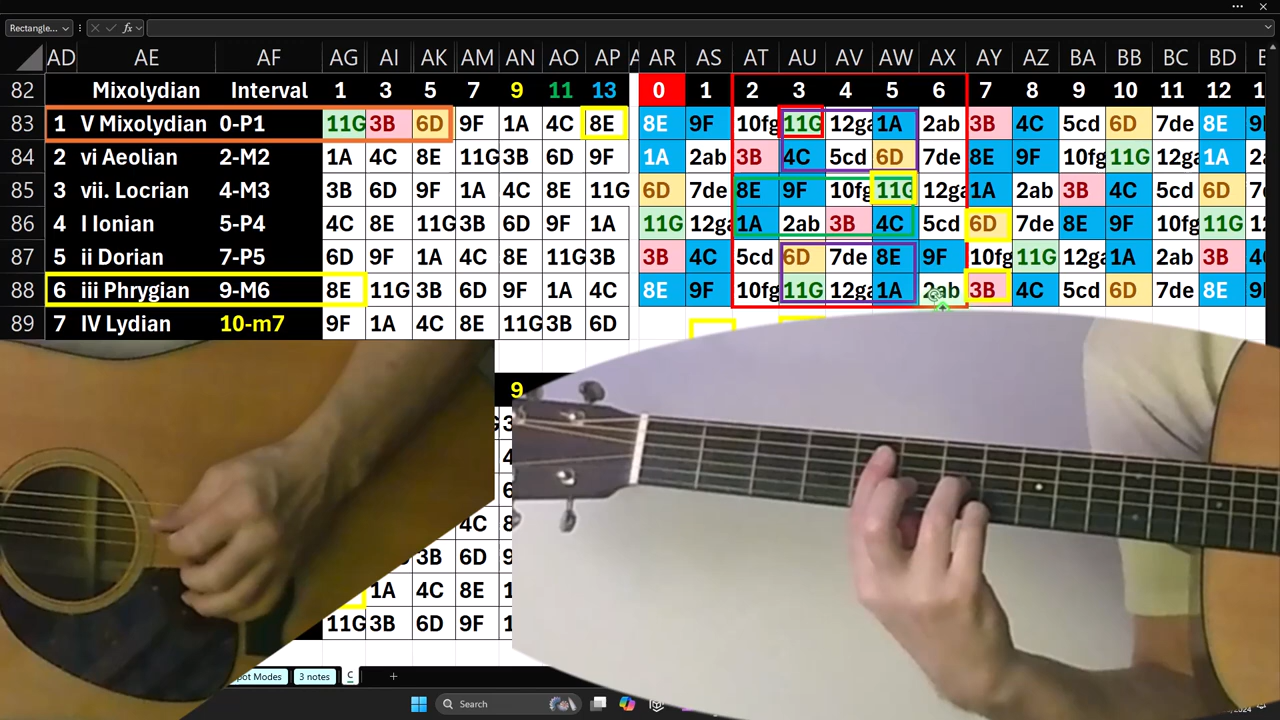 Rectangle... fx
AD AE AF AG AI AK AM AN AO AP AR AS AT AU AV AW AX AY AZ BA BB BC BD
82 Mixolydian Interval 1 3 5 7 9 11 13 0 1 2 3 4 5 6 7 8 9 10 11 12
83 1 V Mixolydian 0-P1 11G 3B 6D 9F 1A 4C 8E 8E 9F 10fg 11G 12ga 1A 2ab 3B 4C 5cd 6D 7de 8E
84 2 vi Aeolian 2-M2 1A 4C 8E 11G 3B 6D 9F 1A 2ab 3B 4C 5cd 6D 7de 8E 9F 10fg 11G 12ga 1A
85 3 vii. Locrian 4-M3 3B 6D 9F 1A 4C 8E 11G 6D 7de 8E 9F 10fg 11G 12ga 1A 2ab 3B 4C 5cd 6D
86 4 I Ionian 5-P4 4C 8E 11G 3B 6D 9F 1A 11G 12ga 1A 2ab 3B 4C 5cd 6D 7de 8E 9F 10fg 11G
87 5 ii Dorian 7-P5 6D 9F 1A 4C 8E 11G 3B 3B 4C 5cd 6D 7de 8E 9F 10fg 11G 12ga 1A 2ab 3B
88 6 iii Phrygian 9-M6 8E 11G 3B 6D 9F 1A 4C 8E 9F 10fg 11G 12ga 1A 2ab 3B 4C 5cd 6D 7de 8E
89 7 IV Lydian 10-m7 9F 1A 4C 8E 11G 3B 6D
9
4C
3B
1A 4C 8E
11G 3B 6D
pot Modes 3 notes C +
Search